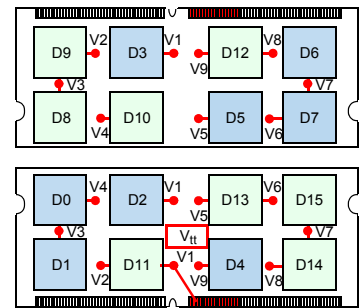 V2 V1 V8
D9 D3 D12 D6
V3 V9 V7
D8 D10 D5 D7
V4 V5 V6
V4 V1 V6
D0 D2 D13 D15
V5
V3 Vtt V7
V1
D1 D11 D4 D14
V2 V9 V8